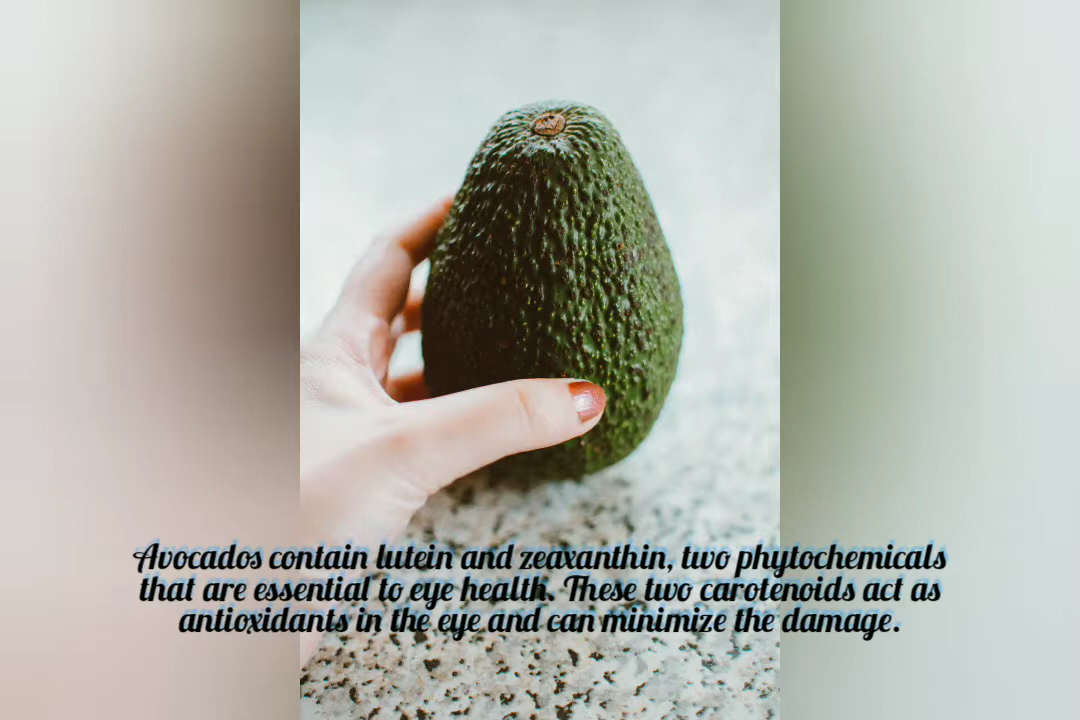 Avocados contain lutein and zeaxanthin, two phytochemicals
that are essential to eye health. These two carotenoids act as
antioxidants in the eye and can minimize the damage.